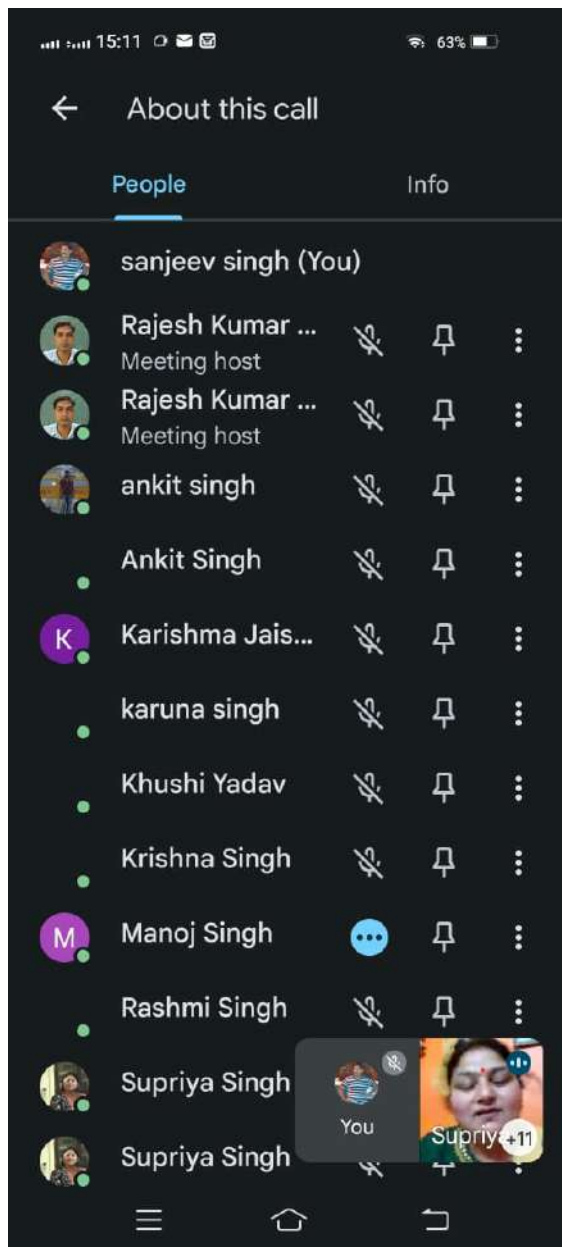 15:11
63%
About this call
People
Info
sanjeev singh (You)
Rajesh Kumar ...
Meeting host
Rajesh Kumar ...
Meeting host
ankit singh
Ankit Singh
K
Karishma Jais...
karuna singh
Khushi Yadav
Krishna Singh
M
Manoj Singh
Rashmi Singh
Supriya Singh
You
Supriya
+11
Supriya Singh